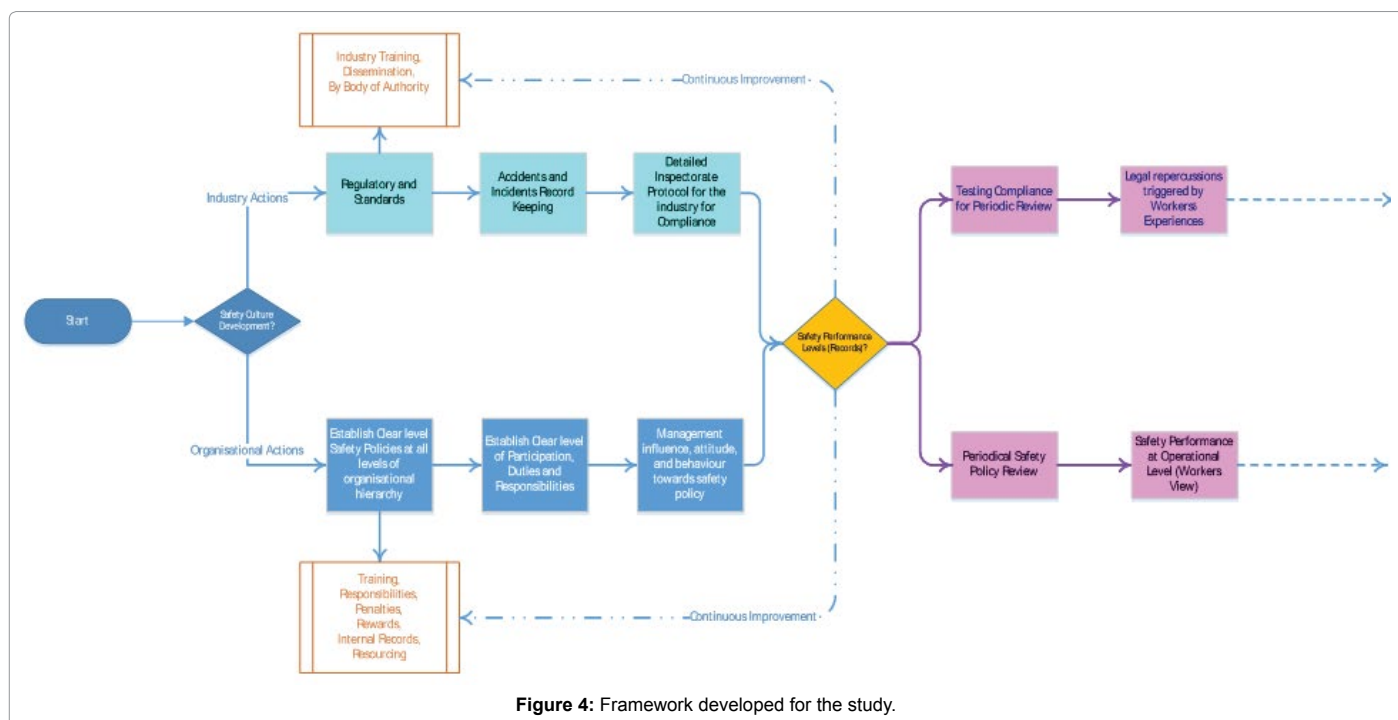 Industry Training,
Dissemination,
By Body of Authority
Continuous Improvement
Industry Actions
Regulatory and
Standards
Accidents and
Incidents Record
Keeping
Detailed
Inspectorate
Protocol for the
industry for
Compliance
Testing Compliance
for Periodic Review
Legal repercussions
triggered by
Workerss
Experiences
Start
Safety Culture
Development?
Safety Performance
Levels (Records)?
Organisational Actions
Establish Clear level
Safety Policies at all
levels of
organisational
hierarchy
Establish Clear level
of Participation,
Duties and
Responsibilities
Management
influence, attitude,
and behaviour
towards safety
policy
Periodical Safety
Policy Review
Safety Performance
at Operational
Level (Workers
View)
Training,
Responsibilities,
Penalties,
Rewards,
Internal Records,
Resourcing
Continuous Improvement
Figure 4: Framework developed for the study.